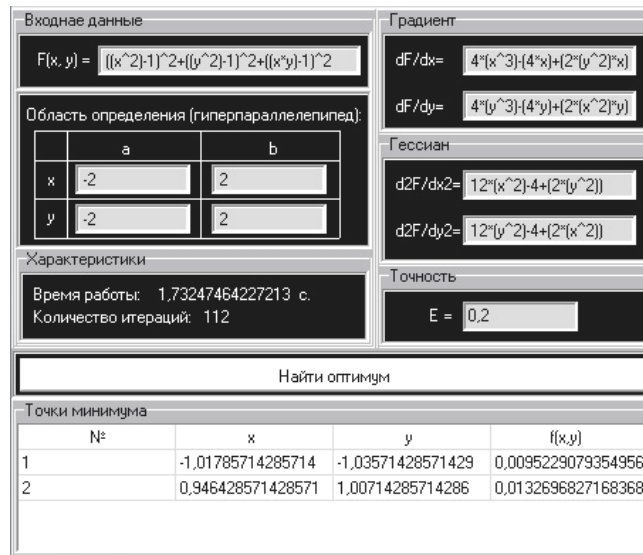 Входнае данные
F(x, y) = ((x^2)-1)^2+((y^2)-1)^2+((x*y)-1)^2
Область определения (гиперпараллелепипед):
a b
x -2 2
y -2 2
Характеристики
Время работы: 1,73247464227213 с.
Количество итераций: 112
Градиент
dF/dx= 4*(x^3)-(4*x)+(2*(y^2)*x)
dF/dy= 4*(y^3)-(4*y)+(2*(x^2)*y)
Гессиан
d2F/dx2= 12*(x^2)-4+(2*(y^2))
d2F/dy2= 12*(y^2)-4+(2*(x^2))
Точность
E = 0,2
Найти оптимум
Точки минимума
№ x y f(x,y)
1 -1,01785714285714 -1,03571428571429 0,0095229079354956
2 0,946428571428571 1,00714285714286 0,0132696827168368